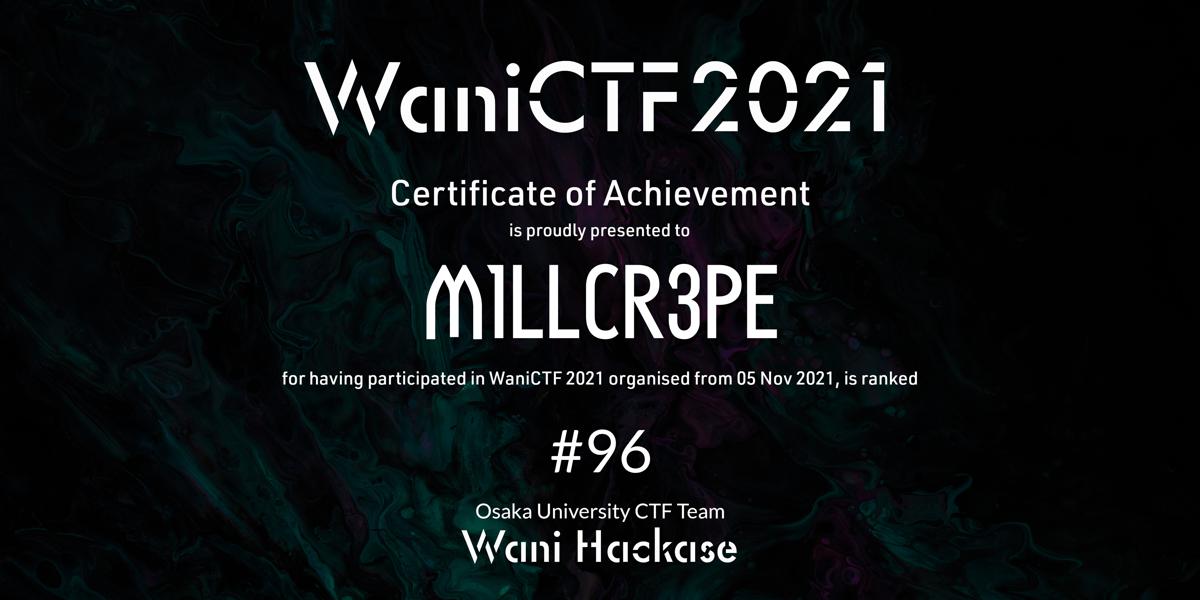 WaniCTF2021
Certificate of Achievement
is proudly presented to
M1LLCR3PE
for having participated in WaniCTF 2021 organised from 05 Nov 2021, is ranked
#96
Osaka University CTF Team
Wani Hackase